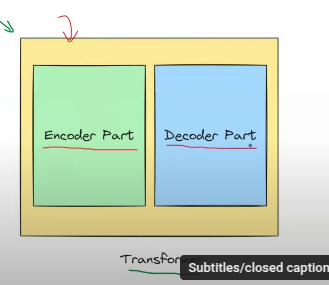 Encoder Part
Decoder Part
Subtitles/closed caption